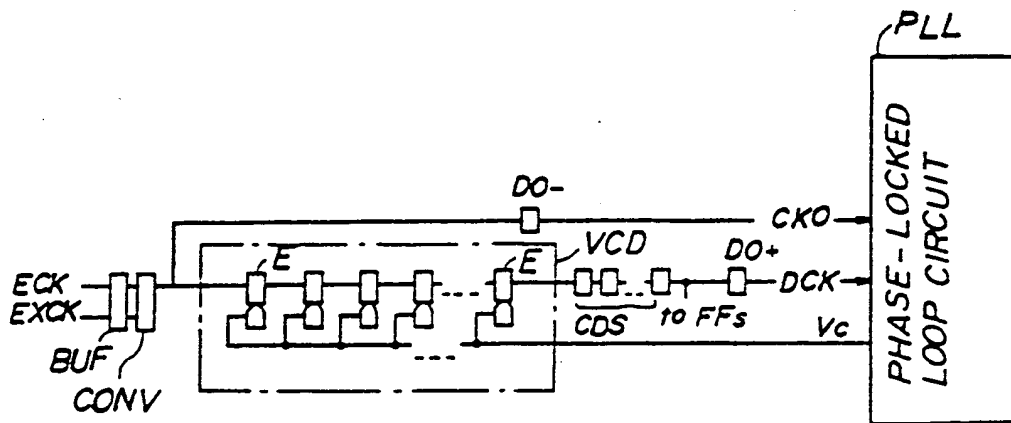 PLL
PHASE-LOCKED
LOOP CIRCUIT
DO-
CKO
VCD
E
E
DO+
ECK
EXCK
DCK
CDS
to FFs
Vc
BUF
CONV